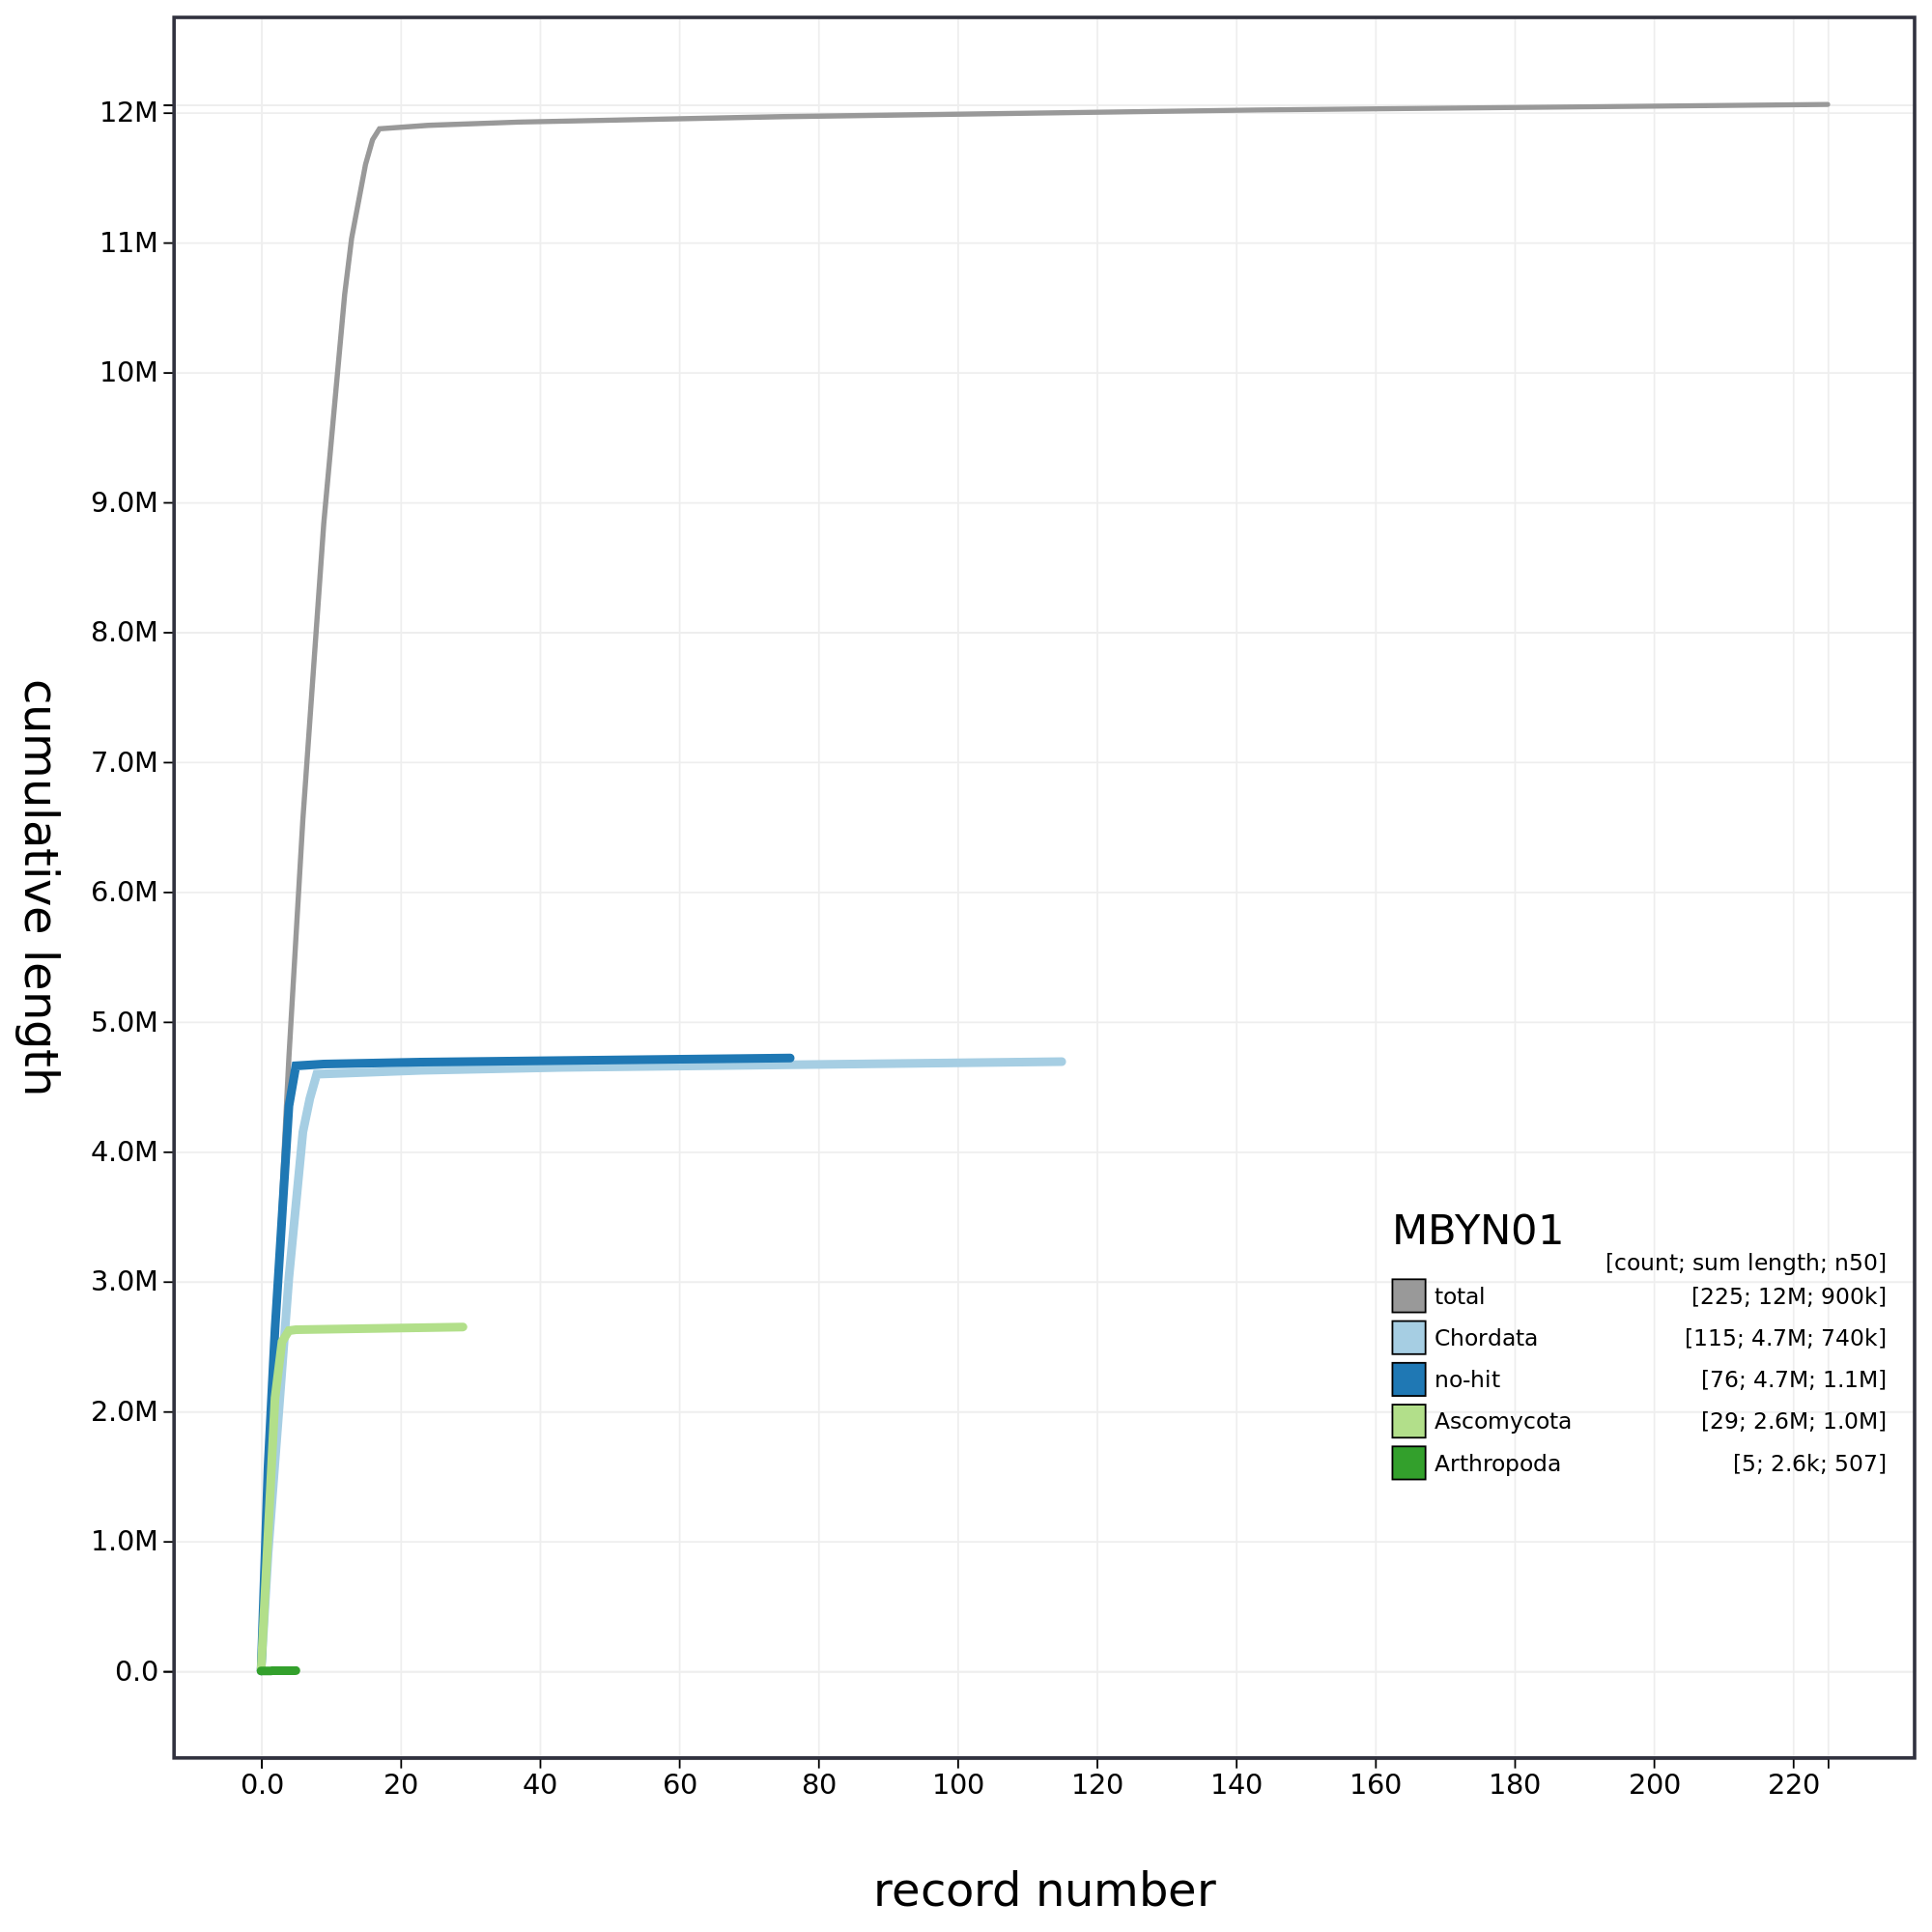 cumulative length
12M
11M
10M
9.0M
8.0M
7.0M
6.0M
5.0M
4.0M
3.0M
2.0M
1.0M
0.0
MBYN01
[count; sum length; n50]
total [225; 12M; 900k]
Chordata [115; 4.7M; 740k]
no-hit [76; 4.7M; 1.1M]
Ascomycota [29; 2.6M; 1.0M]
Arthropoda [5; 2.6k; 507]
0.0 20 40 60 80 100 120 140 160 180 200 220
record number